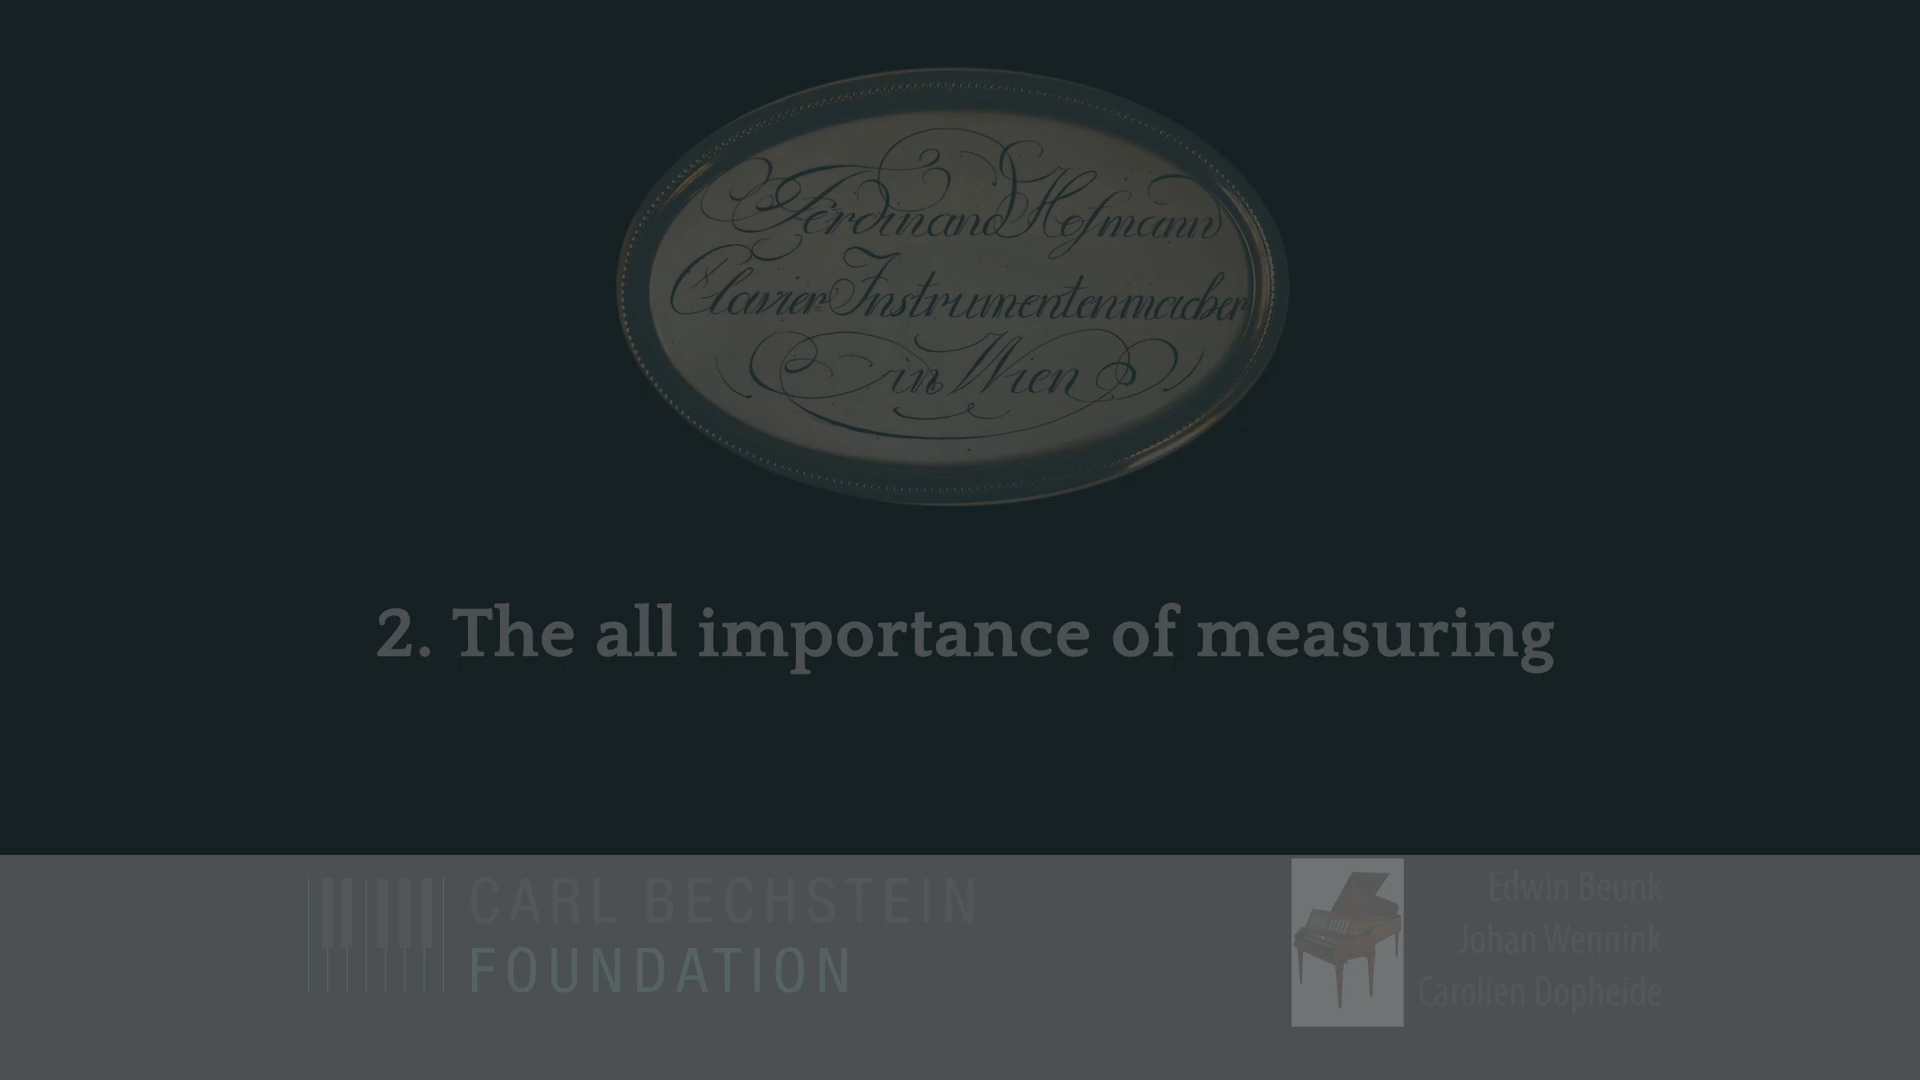 Ferdinand Hofmann
Clavier Instrumentenmacher
in Wien
2. The all importance of measuring
CARL BECHSTEIN
FOUNDATION
Edwin Beunk
Johan Wennink
Carolien Dopheide